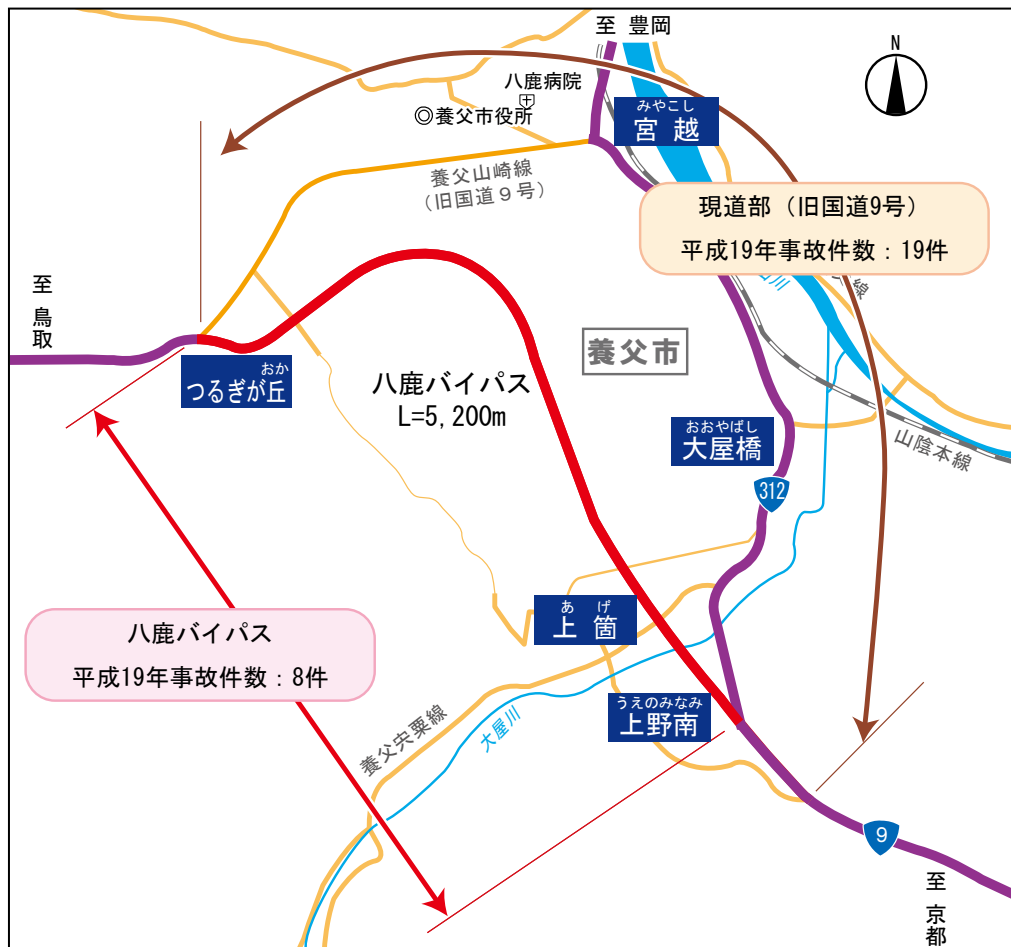 至 豊岡
N
八鹿病院
◎養父市役所
みやこし
宮越
養父山崎線
(旧国道9号)
現道部(旧国道9号)
平成19年事故件数:19件
川
線
至 鳥取
おか
つるぎが丘
八鹿バイパス
L=5,200m
養父市
おおやばし
大屋橋
山陰本線
312
あげ
上箇
八鹿バイパス
平成19年事故件数:8件
うえのみなみ
上野南
大屋川
養父宍粟線
9
至 京都